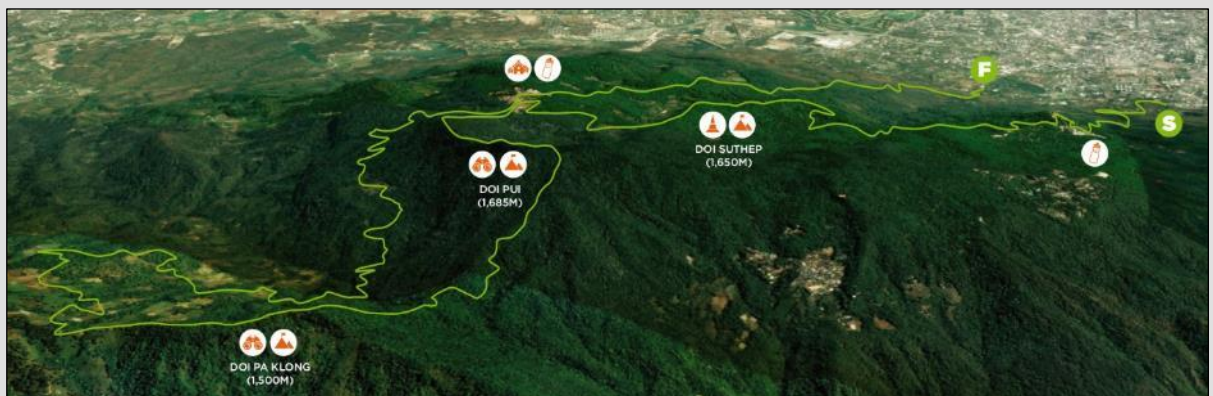 F
S
DOI SUTHEP
(1,650M)
DOI PUI
(1,685M)
DOI PA KLONG
(1,500M)